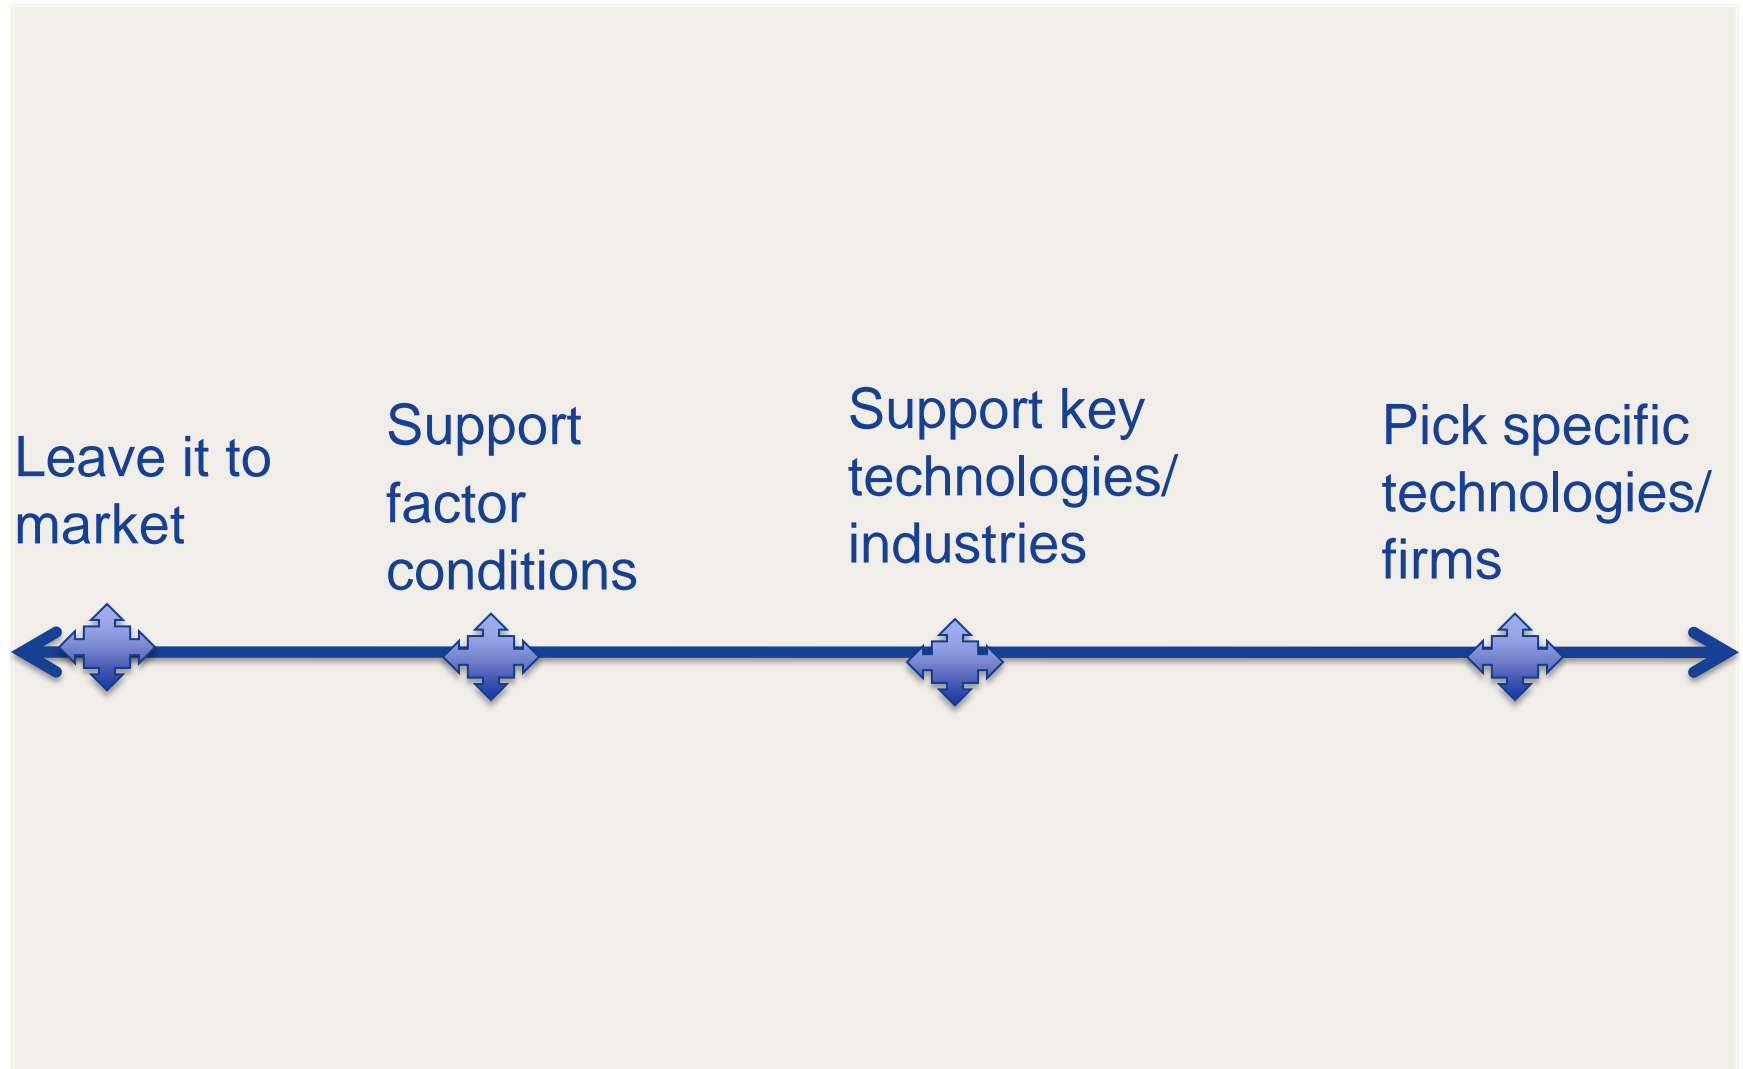 Leave it to
market
Support
factor
conditions
Support key
technologies/
industries
Pick specific
technologies/
firms